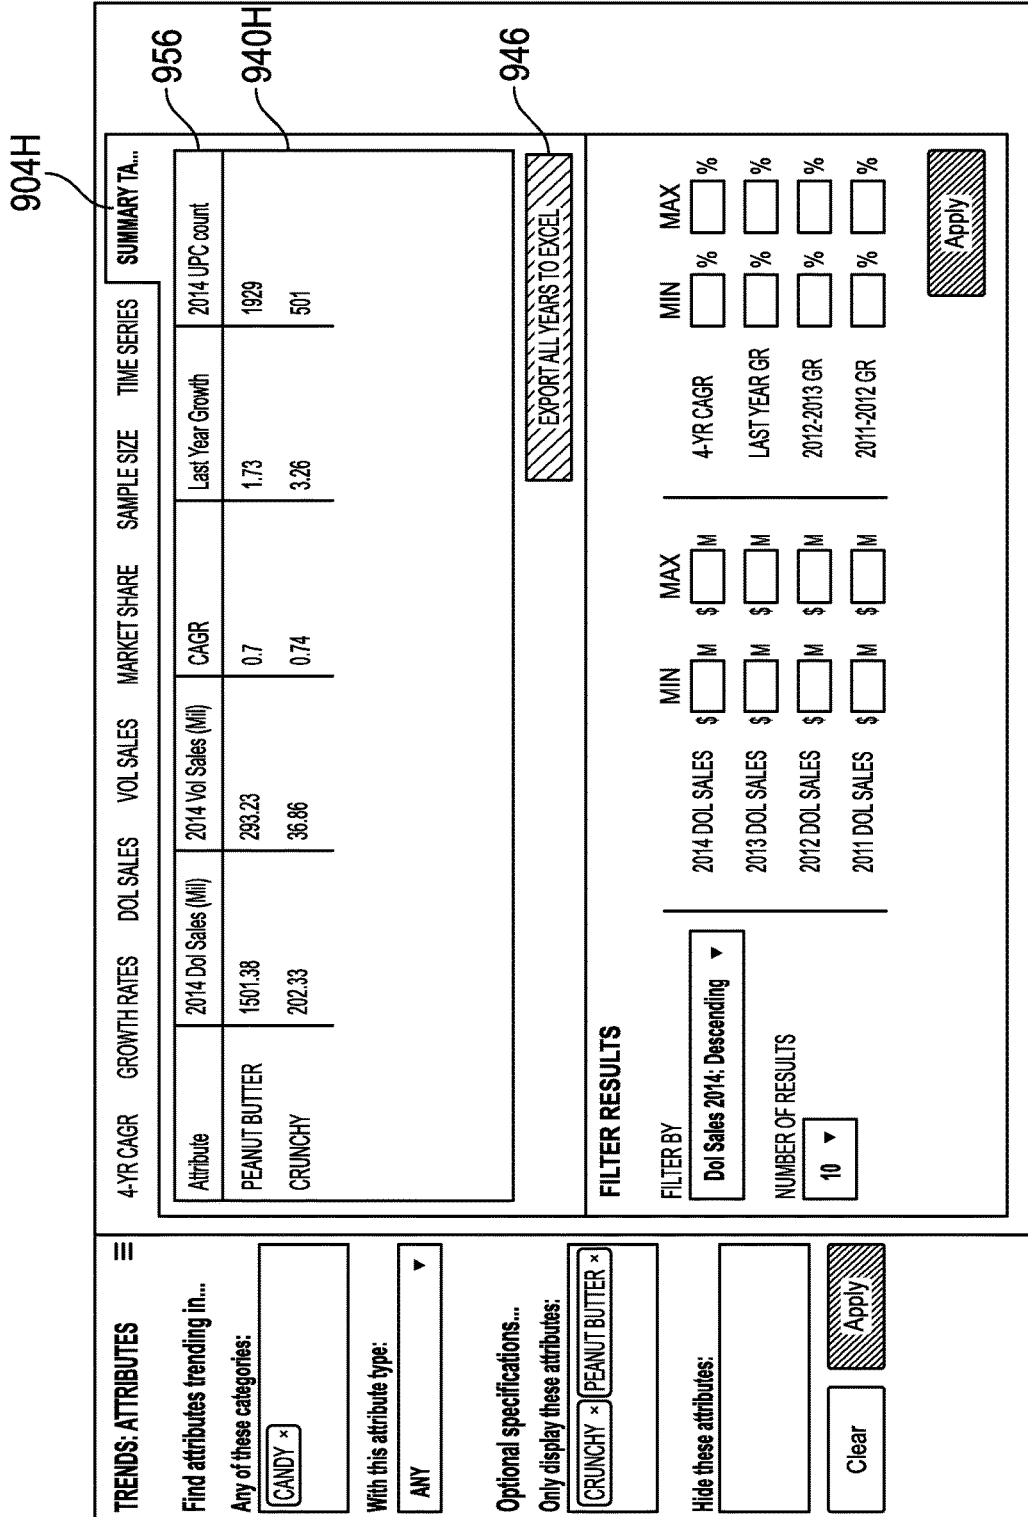 904H
TRENDS: ATTRIBUTES ≡
Find attributes trending in...
Any of these categories:
CANDY ×
With this attribute type:
ANY ▼
Optional specifications...
Only display these attributes:
CRUNCHY × PEANUT BUTTER ×
Hide these attributes:
Clear Apply
4-YR CAGR GROWTH RATES DOL SALES VOL SALES MARKET SHARE SAMPLE SIZE TIME SERIES SUMMARY TA...
Attribute 2014 Dol Sales (Mil) 2014 Vol Sales (Mil) CAGR Last Year Growth 2014 UPC count
PEANUT BUTTER 1501.38 293.23 0.7 1.73 1929
CRUNCHY 202.33 36.86 0.74 3.26 501
956
940H
EXPORT ALL YEARS TO EXCEL
946
FILTER RESULTS
FILTER BY
Dol Sales 2014: Descending ▼
NUMBER OF RESULTS
10 ▼
MIN MAX
2014 DOL SALES $ M $ M
2013 DOL SALES $ M $ M
2012 DOL SALES $ M $ M
2011 DOL SALES $ M $ M
MIN MAX
4-YR CAGR % %
LAST YEAR GR % %
2012-2013 GR % %
2011-2012 GR % %
Apply